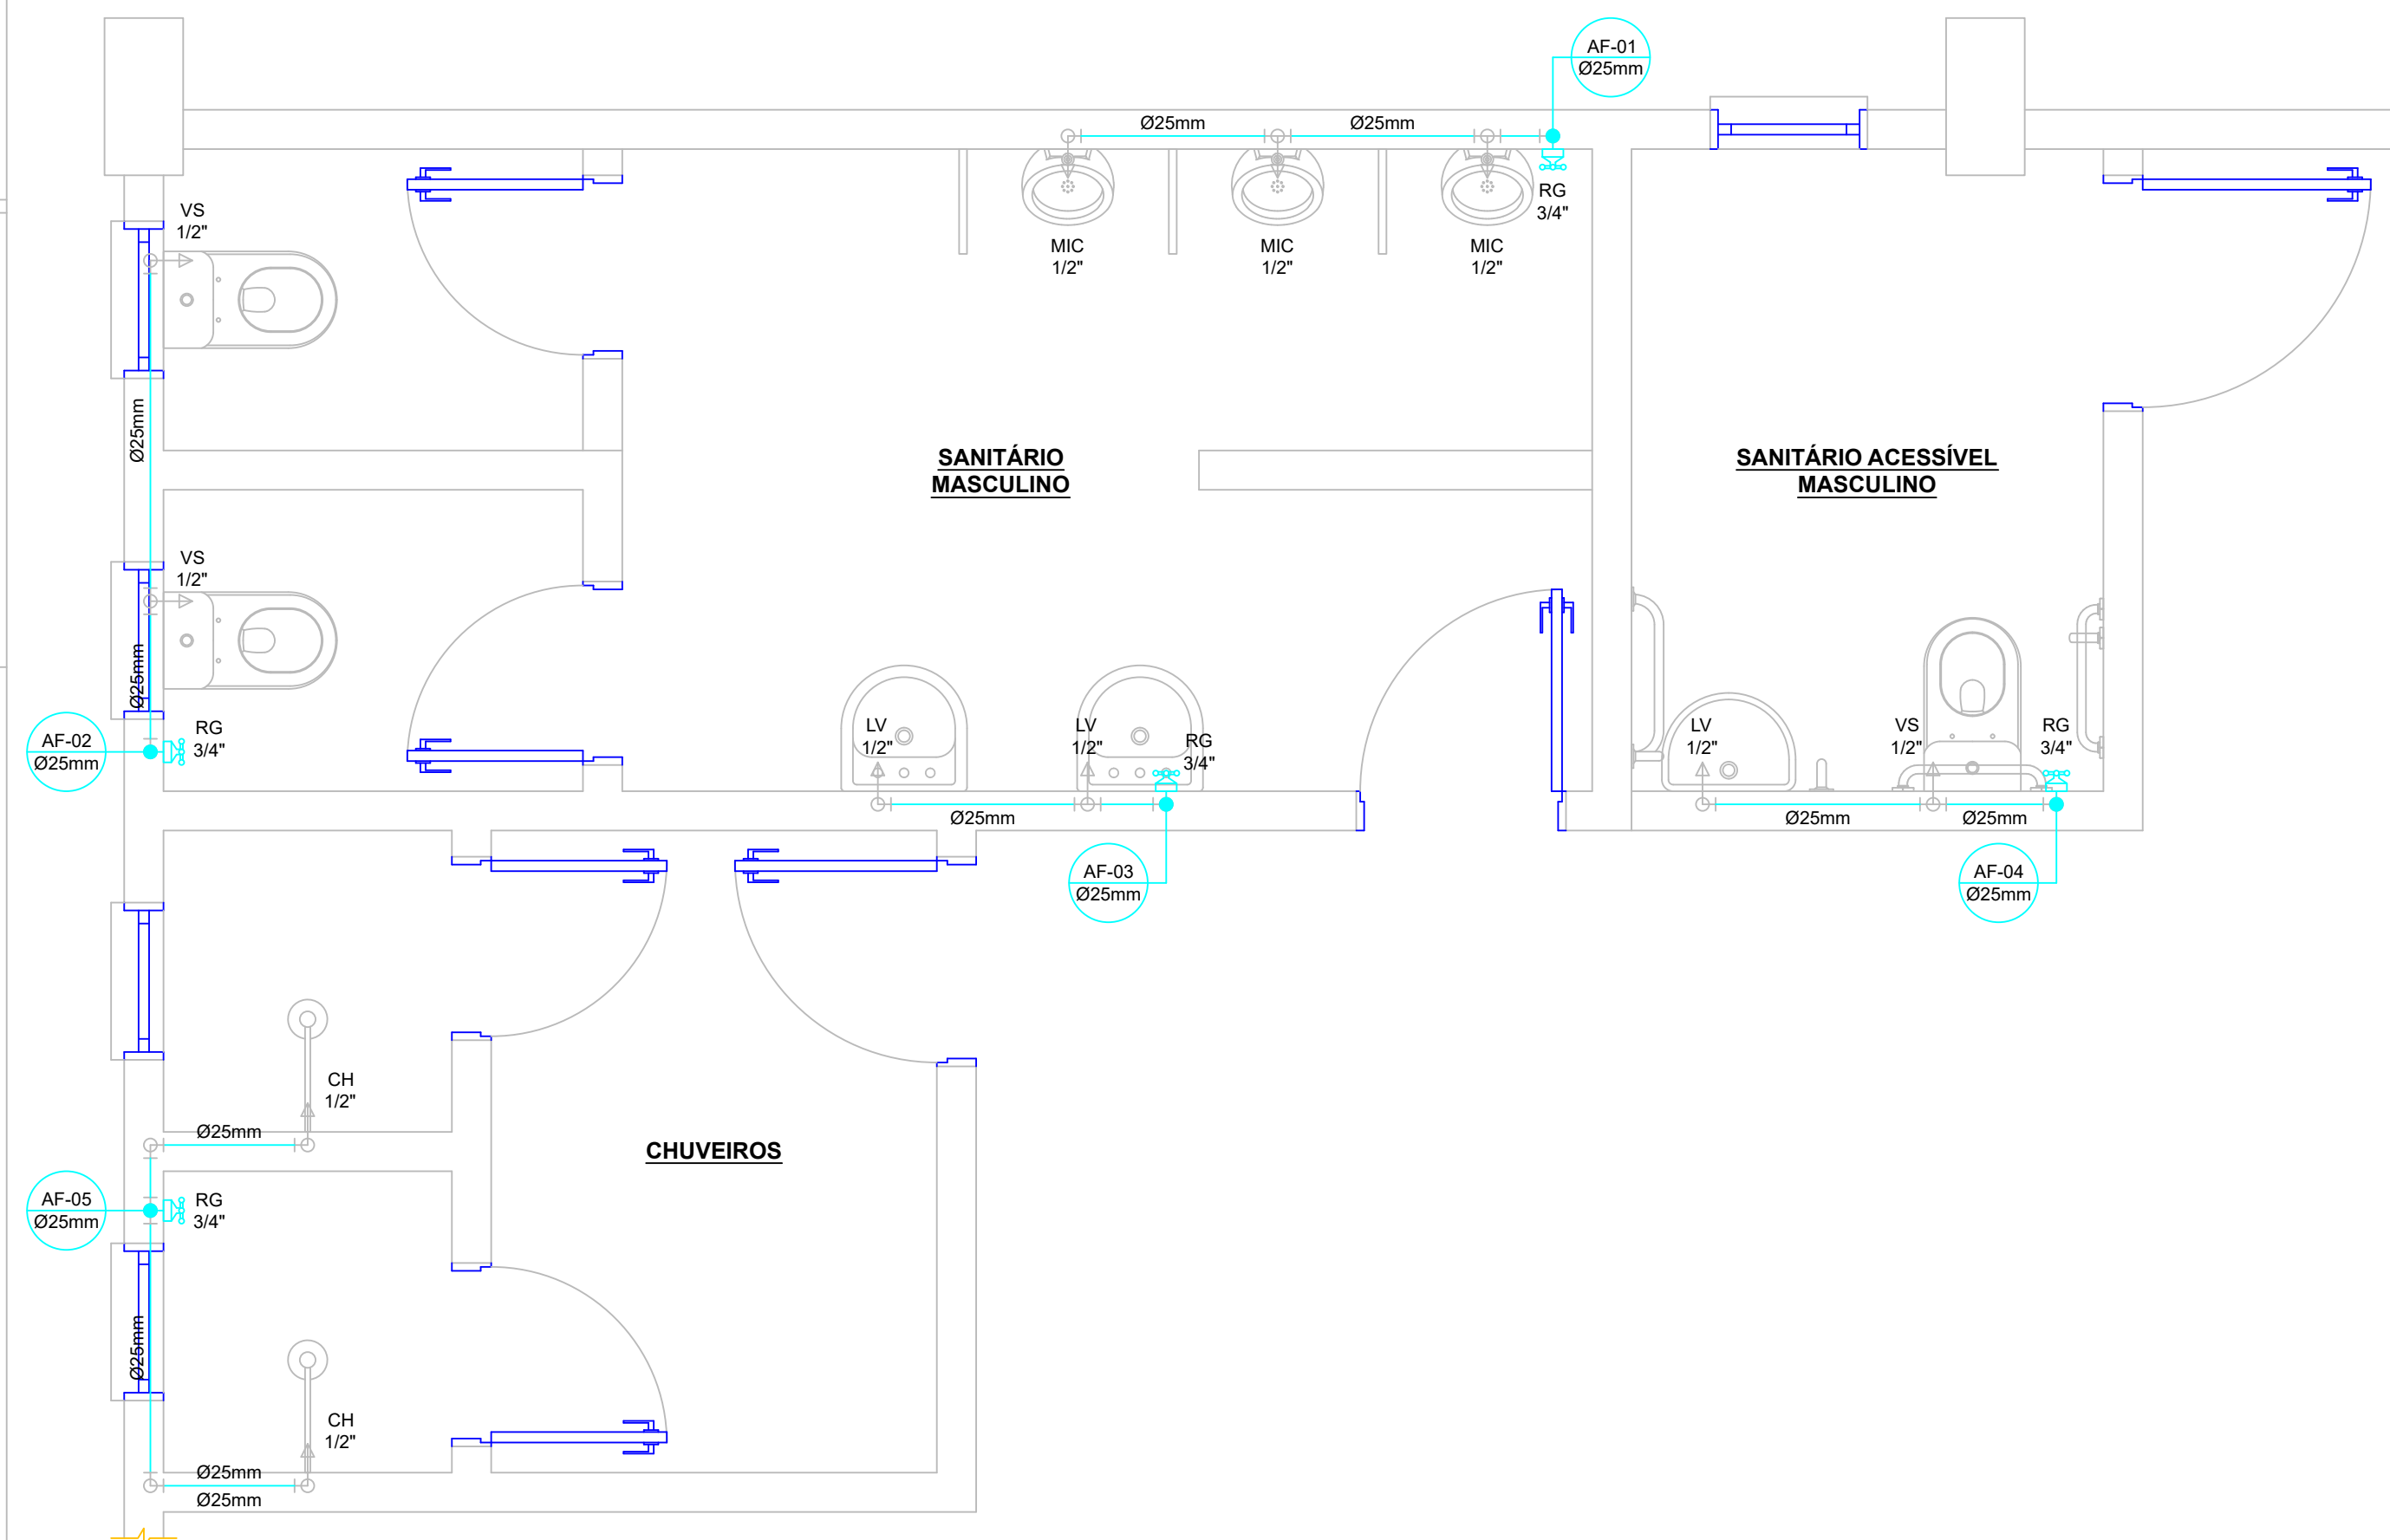 AF-01
Ø25mm
Ø25mm
Ø25mm
RG
3/4"
VS
1/2"
MIC
1/2"
MIC
1/2"
MIC
1/2"
Ø25mm
SANITÁRIO
MASCULINO
SANITÁRIO ACESSÍVEL
MASCULINO
VS
1/2"
Ø25mm
RG
3/4"
AF-02
Ø25mm
LV
1/2"
LV
1/2"
RG
3/4"
LV
1/2"
VS
1/2"
RG
3/4"
Ø25mm
Ø25mm
Ø25mm
AF-03
Ø25mm
AF-04
Ø25mm
CH
1/2"
Ø25mm
CHUVEIROS
AF-05
Ø25mm
RG
3/4"
Ø25mm
CH
1/2"
Ø25mm
Ø25mm